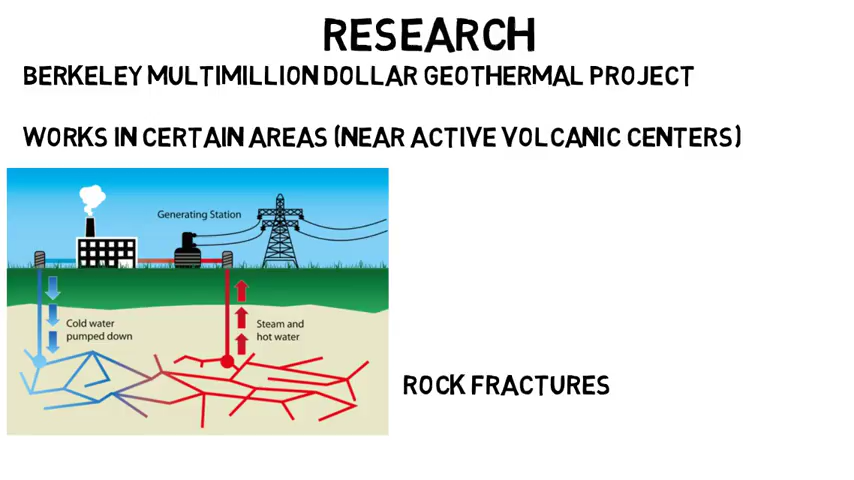 RESEARCH
BERKELEY MULTIMILLION DOLLAR GEOTHERMAL PROJECT
WORKS IN CERTAIN AREAS (NEAR ACTIVE VOLCANIC CENTERS)
Generating Station
Cold water
pumped down
Steam and
hot water
ROCK FRACTURES